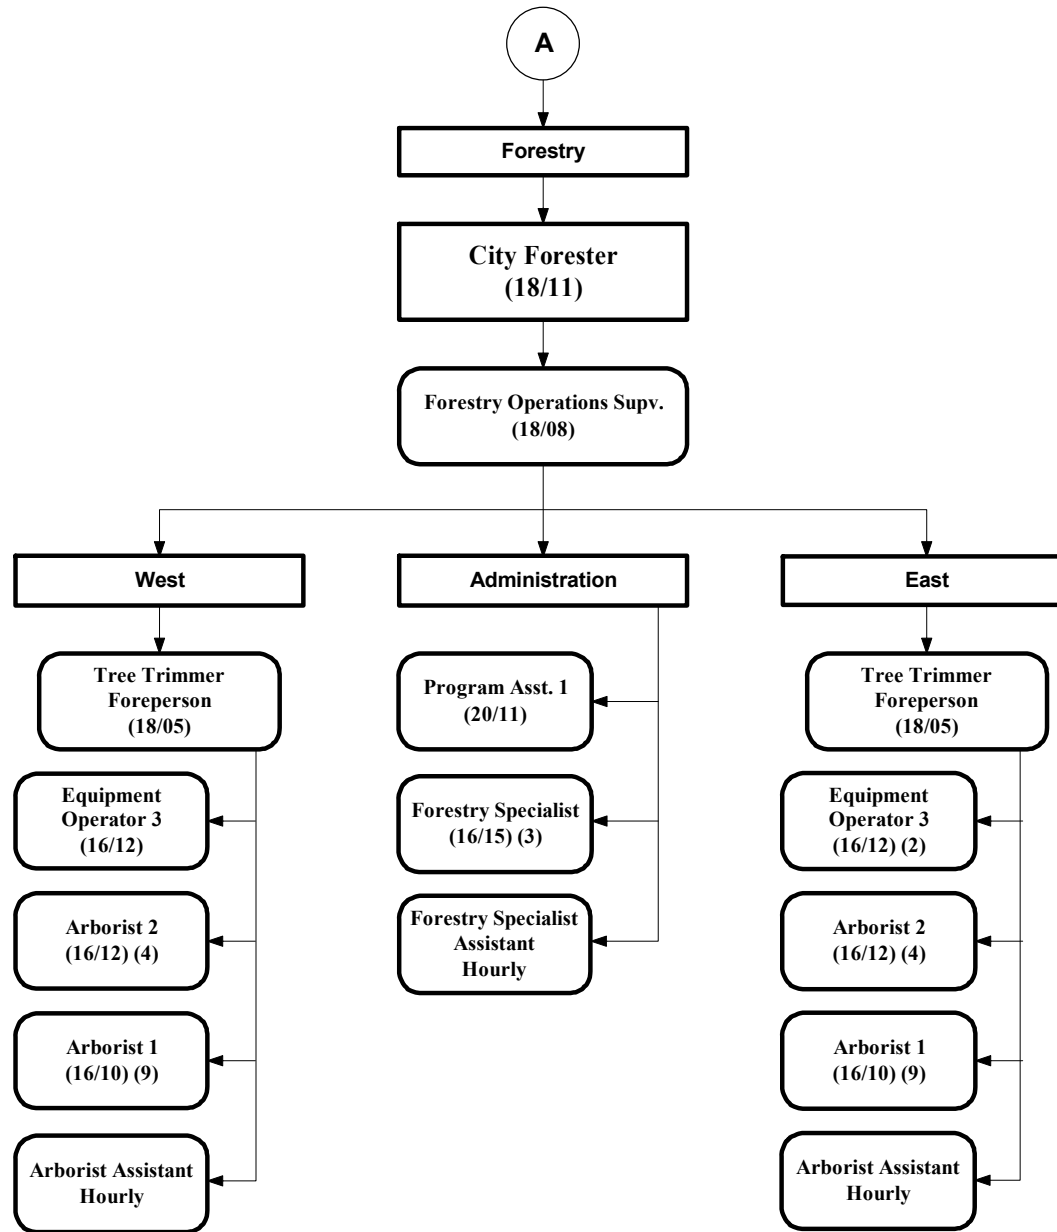 A
Forestry
City Forester
(18/11)
Forestry Operations Supv.
(18/08)
West
Tree Trimmer
Foreperson
(18/05)
Equipment
Operator 3
(16/12)
Arborist 2
(16/12) (4)
Arborist 1
(16/10) (9)
Arborist Assistant
Hourly
Administration
Program Asst. 1
(20/11)
Forestry Specialist
(16/15) (3)
Forestry Specialist
Assistant
Hourly
East
Tree Trimmer
Foreperson
(18/05)
Equipment
Operator 3
(16/12) (2)
Arborist 2
(16/12) (4)
Arborist 1
(16/10) (9)
Arborist Assistant
Hourly